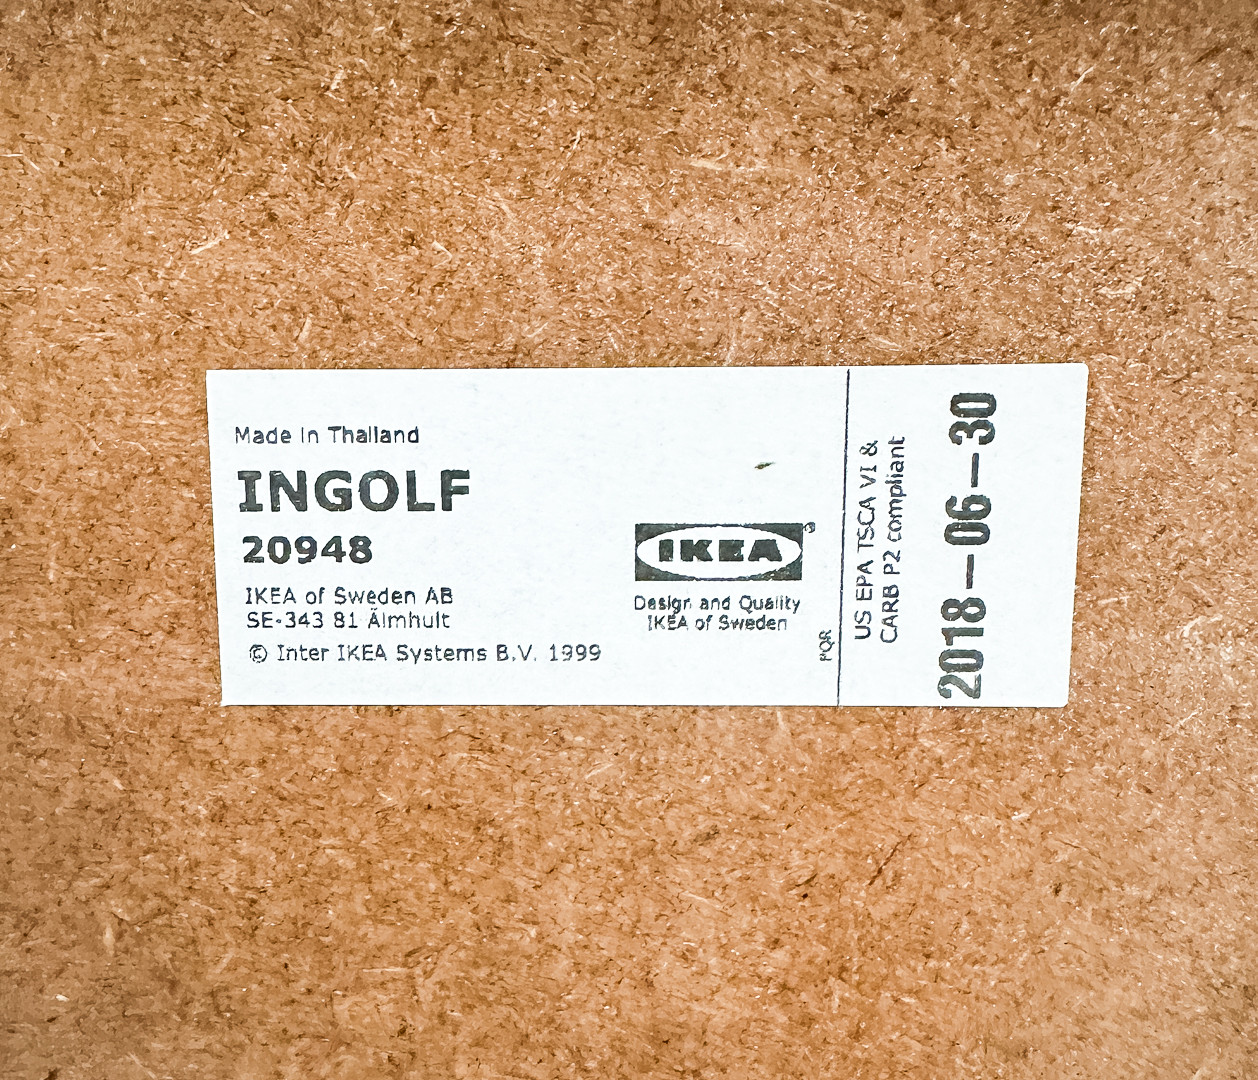 Made in Thailand
INGOLF
20948
IKEA of Sweden AB
SE-343 81 Älmhult
© Inter IKEA Systems B.V. 1999
IKEA®
Design and Quality
IKEA of Sweden
PQR
US EPA TSCA VI &
CARB P2 compliant
2018-06-30